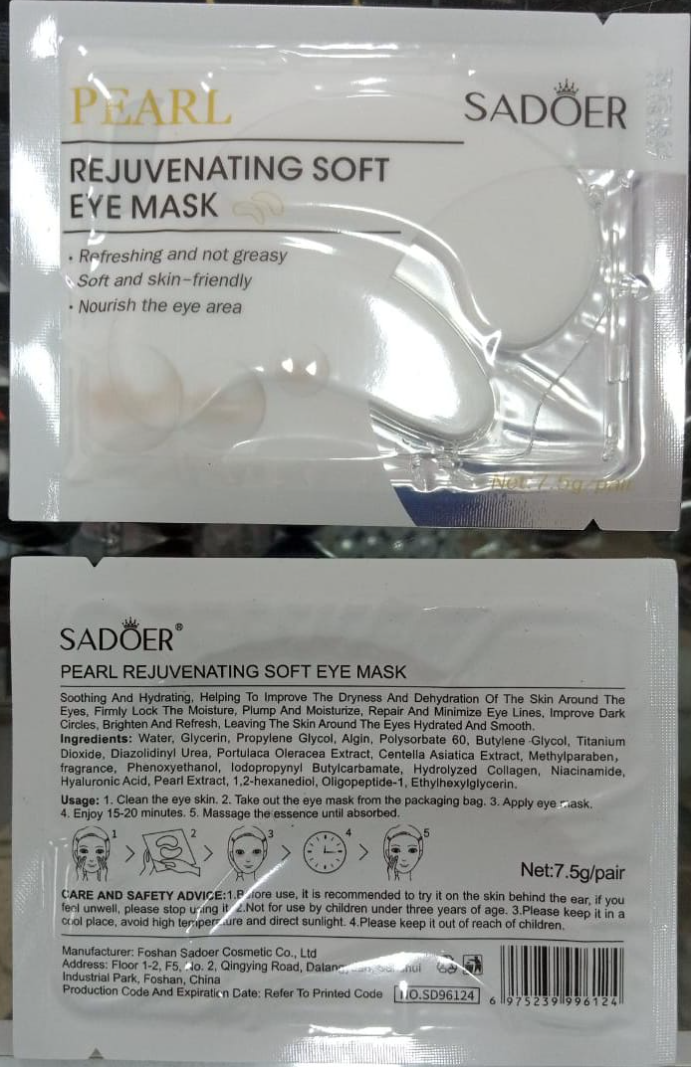 PEARL
SADOER
REJUVENATING SOFT
EYE MASK
• Refreshing and not greasy
Soft and skin-friendly
• Nourish the eye area
Net: 7.5g/pair
SADOER®
PEARL REJUVENATING SOFT EYE MASK
Soothing And Hydrating, Helping To Improve The Dryness And Dehydration Of The Skin Around The
Eyes, Firmly Lock The Moisture, Plump And Moisturize, Repair And Minimize Eye Lines, Improve Dark
Circles, Brighten And Refresh, Leaving The Skin Around The Eyes Hydrated And Smooth.
Ingredients: Water, Glycerin, Propylene Glycol, Algin, Polysorbate 60, Butylene Glycol, Titanium
Dioxide, Diazolidinyl Urea, Portulaca Oleracea Extract, Centella Asiatica Extract, Methylparaben,
fragrance, Phenoxyethanol, Iodopropynyl Butylcarbamate, Hydrolyzed Collagen, Niacinamide,
Hyaluronic Acid, Pearl Extract, 1,2-hexanediol, Oligopeptide-1, Ethylhexylglycerin.
Usage: 1. Clean the eye skin. 2. Take out the eye mask from the packaging bag. 3. Apply eye mask.
4. Enjoy 15-20 minutes. 5. Massage the essence until absorbed.
1 > 2 > 3 > 4 > 5
Net:7.5g/pair
CARE AND SAFETY ADVICE:1.Before use, it is recommended to try it on the skin behind the ear, if you
feel unwell, please stop using it. 2.Not for use by children under three years of age. 3.Please keep it in a
cool place, avoid high temperature and direct sunlight. 4.Please keep it out of reach of children.
Manufacturer: Foshan Sadoer Cosmetic Co., Ltd
Address: Floor 1-2, F5, No. 2, Qingying Road,
Industrial Park, Foshan, China
Production Code And Expiration Date: Refer To Printed Code
NO.SD96124
6 975239 996124